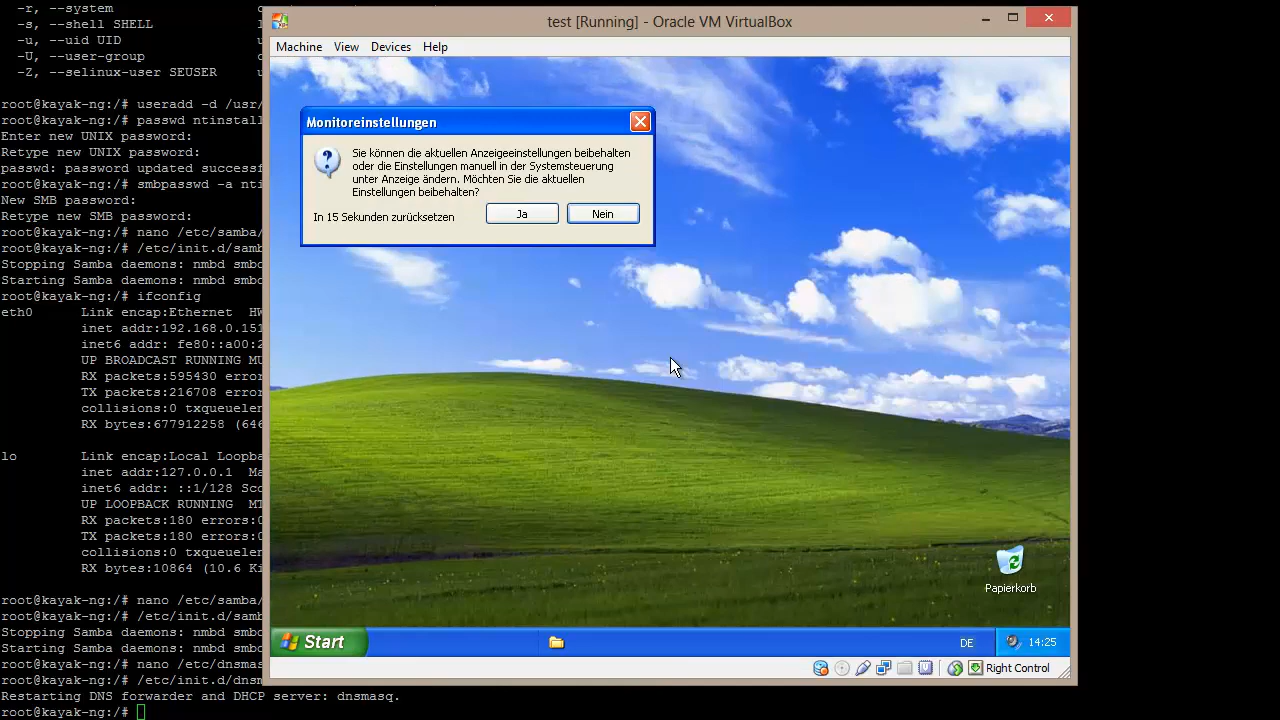 -r, --system
-s, --shell SHELL
-u, --uid UID
-U, --user-group
-Z, --selinux-user SEUSER
root@kayak-ng:/# useradd -d /usr/
root@kayak-ng:/# passwd ntinstall
Enter new UNIX password:
Retype new UNIX password:
passwd: password updated successf
root@kayak-ng:/# smbpasswd -a nti
New SMB password:
Retype new SMB password:
root@kayak-ng:/# nano /etc/samba/
root@kayak-ng:/# /etc/init.d/samb
Stopping Samba daemons: nmbd smbd
Starting Samba daemons: nmbd smbd
root@kayak-ng:/# ifconfig
eth0 Link encap:Ethernet HW
inet addr:192.168.0.151
inet6 addr: fe80::a00:2
UP BROADCAST RUNNING MU
RX packets:595430 error
TX packets:216708 error
collisions:0 txqueuelen
RX bytes:677912258 (646
lo Link encap:Local Loopba
inet addr:127.0.0.1 Ma
inet6 addr: ::1/128 Sco
UP LOOPBACK RUNNING MT
RX packets:180 errors:0
TX packets:180 errors:0
collisions:0 txqueuelen
RX bytes:10864 (10.6 Ki
root@kayak-ng:/# nano /etc/samba/
root@kayak-ng:/# /etc/init.d/samb
Stopping Samba daemons: nmbd smbd
Starting Samba daemons: nmbd smbd
root@kayak-ng:/# nano /etc/dnsmas
root@kayak-ng:/# /etc/init.d/dnsm
Restarting DNS forwarder and DHCP server: dnsmasq.
root@kayak-ng:/#
test [Running] - Oracle VM VirtualBox
Machine View Devices Help
Monitoreinstellungen
Sie können die aktuellen Anzeigeeinstellungen beibehalten
oder die Einstellungen manuell in der Systemsteuerung
unter Anzeige ändern. Möchten Sie die aktuellen
Einstellungen beibehalten?
In 15 Sekunden zurücksetzen
Ja
Nein
Papierkorb
Start
DE
14:25
Right Control